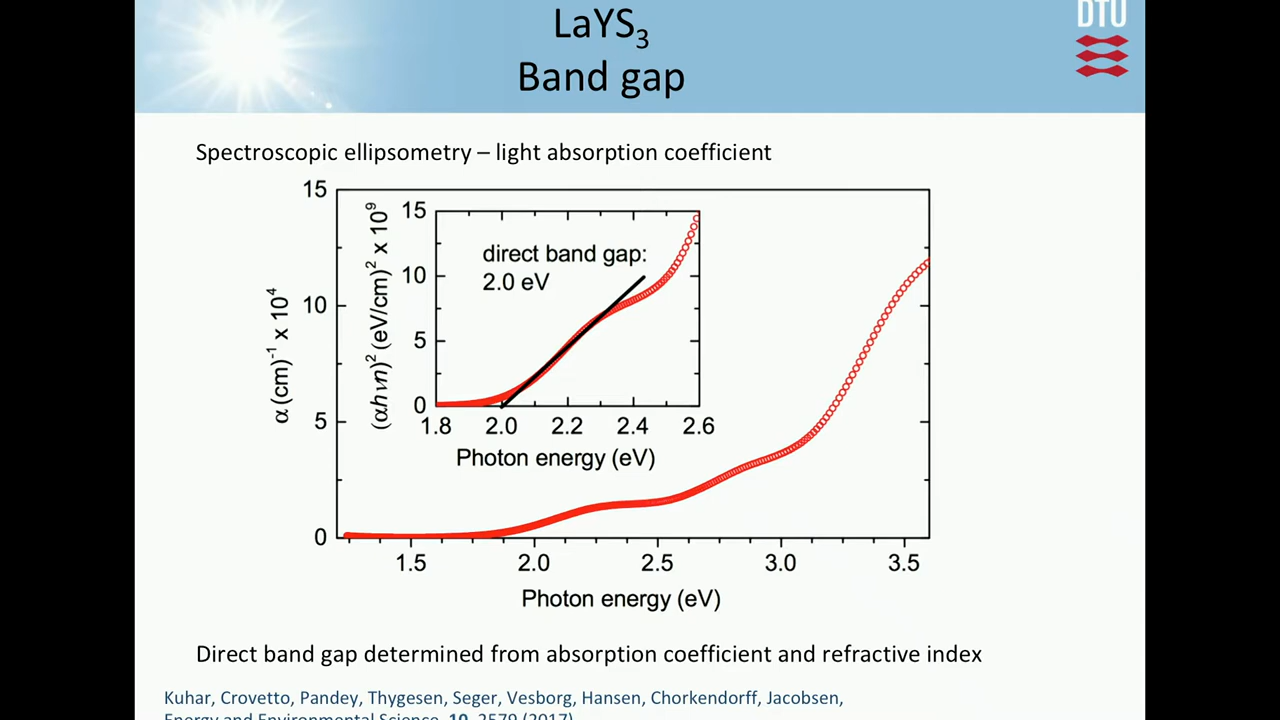 LaYS₃
Band gap
DTU
Spectroscopic ellipsometry – light absorption coefficient
15
10
5
0
α (cm)⁻¹ x 10⁴
1.5 2.0 2.5 3.0 3.5
Photon energy (eV)
15
10
5
0
(αhνn)² (eV/cm)² x 10⁹
direct band gap:
2.0 eV
1.8 2.0 2.2 2.4 2.6
Photon energy (eV)
Direct band gap determined from absorption coefficient and refractive index
Kuhar, Crovetto, Pandey, Thygesen, Seger, Vesborg, Hansen, Chorkendorff, Jacobsen,
Energy and Environmental Science, 10, 2579 (2017)